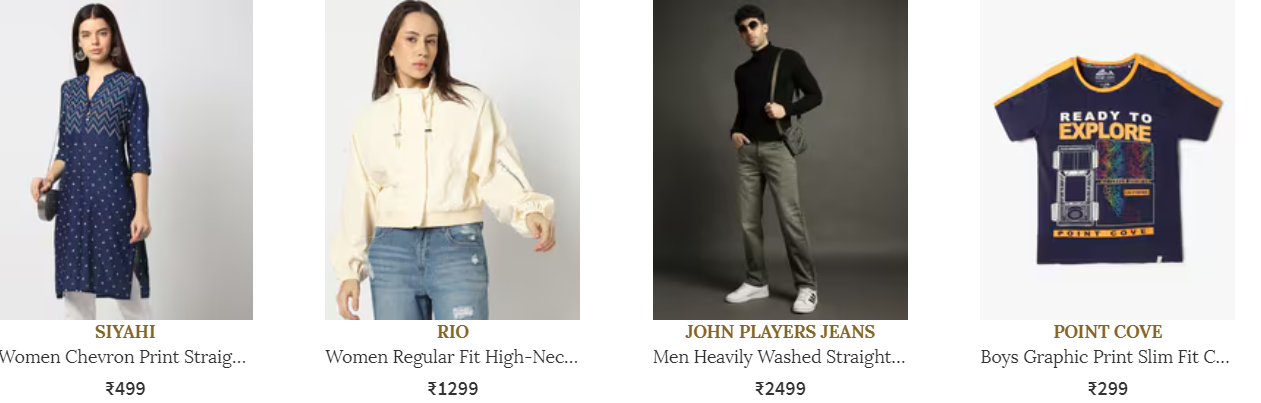 READY TO
EXPLORE
POINT COVE
SIYAHI
Women Chevron Print Straig...
₹499
RIO
Women Regular Fit High-Nec...
₹1299
JOHN PLAYERS JEANS
Men Heavily Washed Straight...
₹2499
POINT COVE
Boys Graphic Print Slim Fit C...
₹299